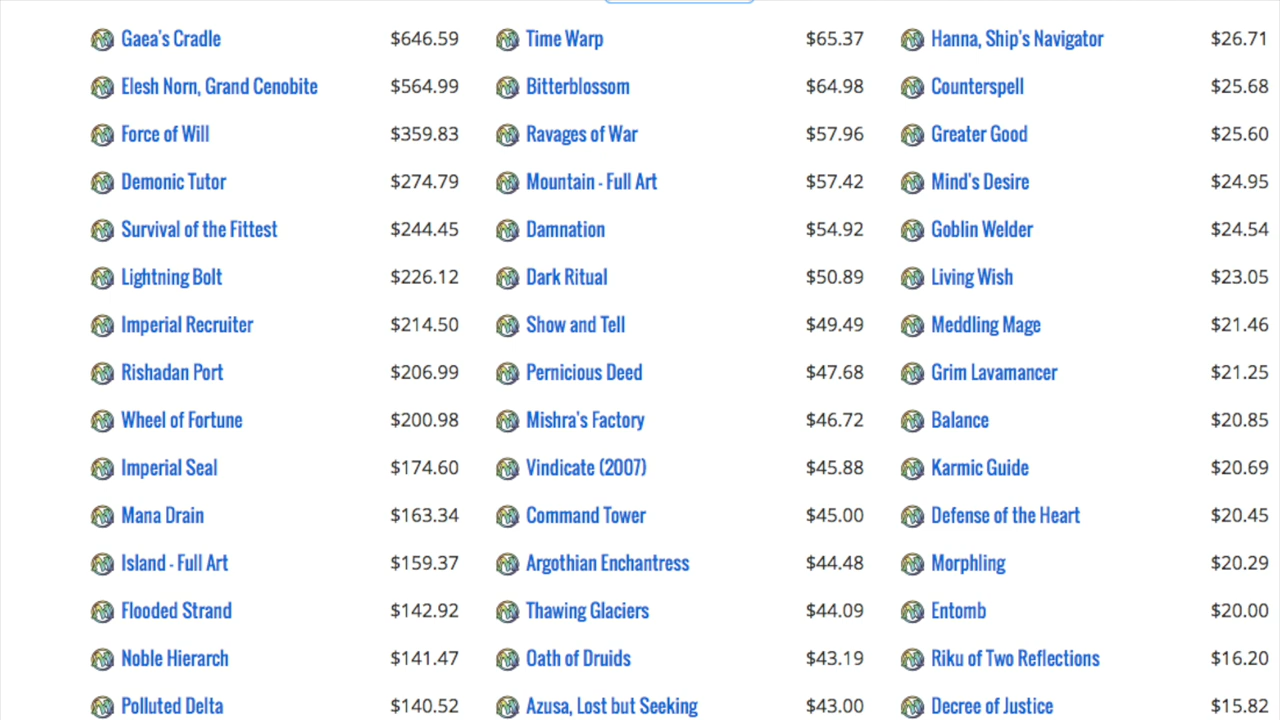 Gaea's Cradle $646.59 Time Warp $65.37 Hanna, Ship's Navigator $26.71
Elesh Norn, Grand Cenobite $564.99 Bitterblossom $64.98 Counterspell $25.68
Force of Will $359.83 Ravages of War $57.96 Greater Good $25.60
Demonic Tutor $274.79 Mountain - Full Art $57.42 Mind's Desire $24.95
Survival of the Fittest $244.45 Damnation $54.92 Goblin Welder $24.54
Lightning Bolt $226.12 Dark Ritual $50.89 Living Wish $23.05
Imperial Recruiter $214.50 Show and Tell $49.49 Meddling Mage $21.46
Rishadan Port $206.99 Pernicious Deed $47.68 Grim Lavamancer $21.25
Wheel of Fortune $200.98 Mishra's Factory $46.72 Balance $20.85
Imperial Seal $174.60 Vindicate (2007) $45.88 Karmic Guide $20.69
Mana Drain $163.34 Command Tower $45.00 Defense of the Heart $20.45
Island - Full Art $159.37 Argothian Enchantress $44.48 Morphling $20.29
Flooded Strand $142.92 Thawing Glaciers $44.09 Entomb $20.00
Noble Hierarch $141.47 Oath of Druids $43.19 Riku of Two Reflections $16.20
Polluted Delta $140.52 Azusa, Lost but Seeking $43.00 Decree of Justice $15.82